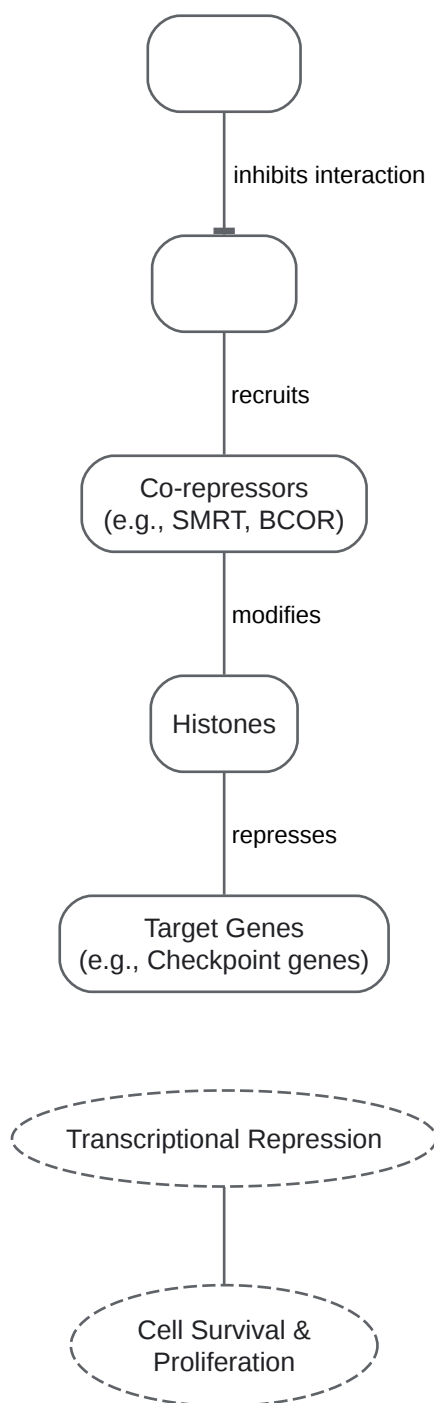 inhibits interaction
recruits
Co-repressors
(e.g., SMRT, BCOR)
modifies
Histones
represses
Target Genes
(e.g., Checkpoint genes)
Transcriptional Repression
Cell Survival &
Proliferation